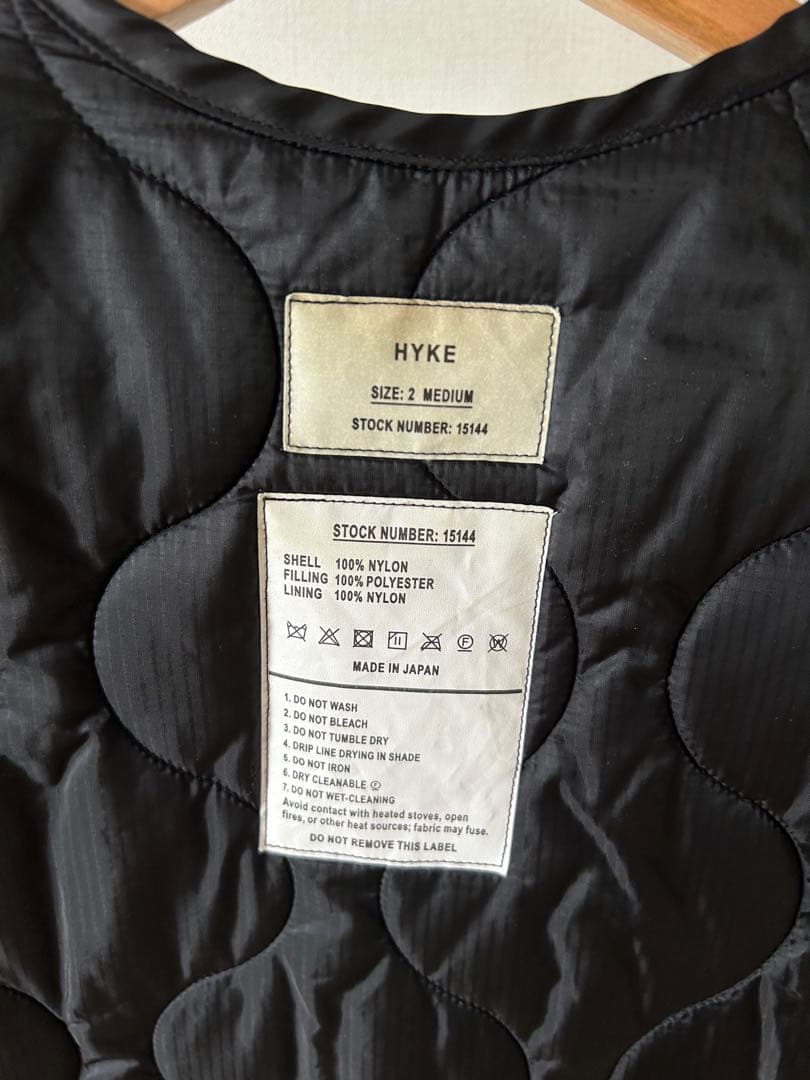 HYKE
SIZE: 2 MEDIUM
STOCK NUMBER: 15144
STOCK NUMBER: 15144
SHELL 100% NYLON
FILLING 100% POLYESTER
LINING 100% NYLON
MADE IN JAPAN
1. DO NOT WASH
2. DO NOT BLEACH
3. DO NOT TUMBLE DRY
4. DRIP LINE DRYING IN SHADE
5. DO NOT IRON
6. DRY CLEANABLE Ⓕ
7. DO NOT WET-CLEANING
Avoid contact with heated stoves, open
fires, or other heat sources; fabric may fuse.
DO NOT REMOVE THIS LABEL